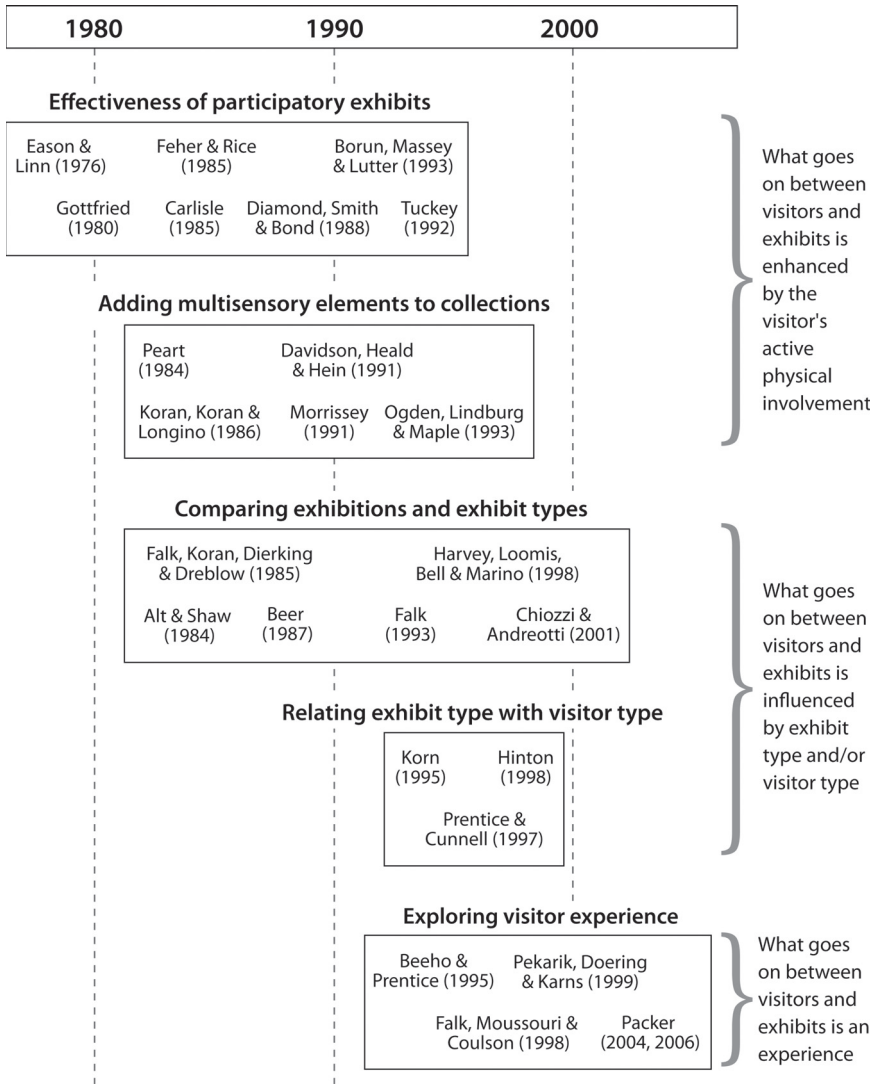 1980 1990 2000
Effectiveness of participatory exhibits
Eason &
Linn (1976)
Feher & Rice
(1985)
Borun, Massey
& Lutter (1993)
Gottfried
(1980)
Carlisle
(1985)
Diamond, Smith
& Bond (1988)
Tuckey
(1992)
What goes
on between
visitors and
exhibits is
enhanced
by the
visitor's
active
physical
involvement
Adding multisensory elements to collections
Peart
(1984)
Davidson, Heald
& Hein (1991)
Koran, Koran &
Longino (1986)
Morrissey
(1991)
Ogden, Lindburg
& Maple (1993)
Comparing exhibitions and exhibit types
Falk, Koran, Dierking
& Dreblow (1985)
Harvey, Loomis,
Bell & Marino (1998)
Alt & Shaw
(1984)
Beer
(1987)
Falk
(1993)
Chiozzi &
Andreotti (2001)
What goes
on between
visitors and
exhibits is
influenced
by exhibit
type and/or
visitor type
Relating exhibit type with visitor type
Korn
(1995)
Hinton
(1998)
Prentice &
Cunnell (1997)
Exploring visitor experience
Beeho &
Prentice (1995)
Pekarik, Doering
& Karns (1999)
Falk, Moussouri &
Coulson (1998)
Packer
(2004, 2006)
What goes
on between
visitors and
exhibits is an
experience